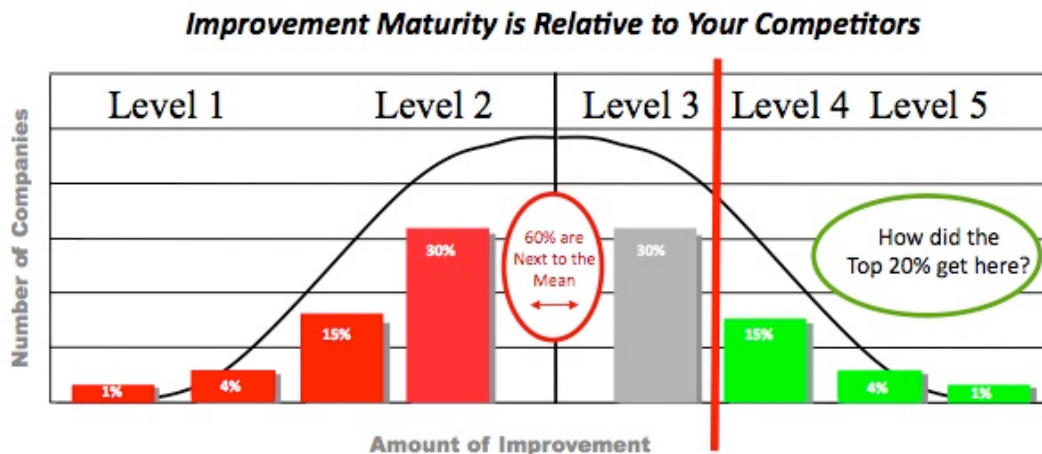 Improvement Maturity is Relative to Your Competitors
Level 1 Level 2 Level 3 Level 4 Level 5
Number of Companies
60% are
Next to the
Mean
How did the
Top 20% get here?
1% 4% 15% 30% 30% 15% 4% 1%
Amount of Improvement